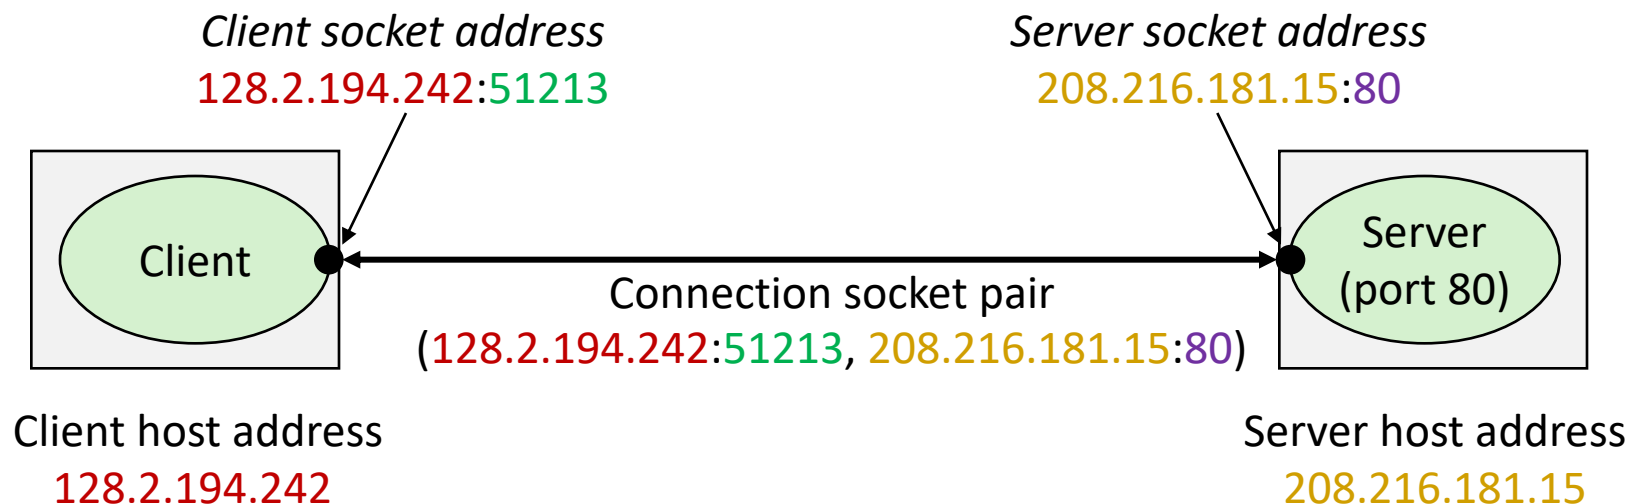 Client socket address
128.2.194.242:51213
Server socket address
208.216.181.15:80
Client
Server
(port 80)
Connection socket pair
(128.2.194.242:51213, 208.216.181.15:80)
Client host address
128.2.194.242
Server host address
208.216.181.15